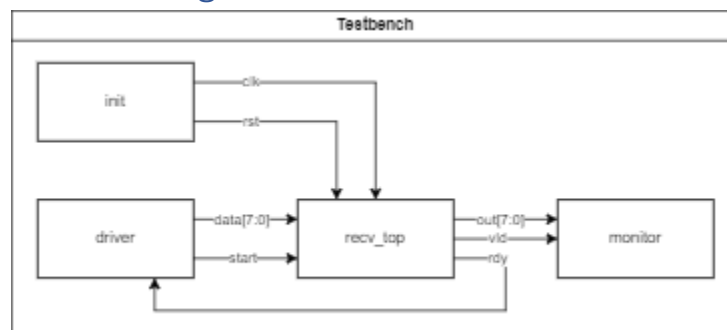 Testbench
init
clk
rst
driver
data[7:0]
start
recv_top
out[7:0]
vld
rdy
monitor